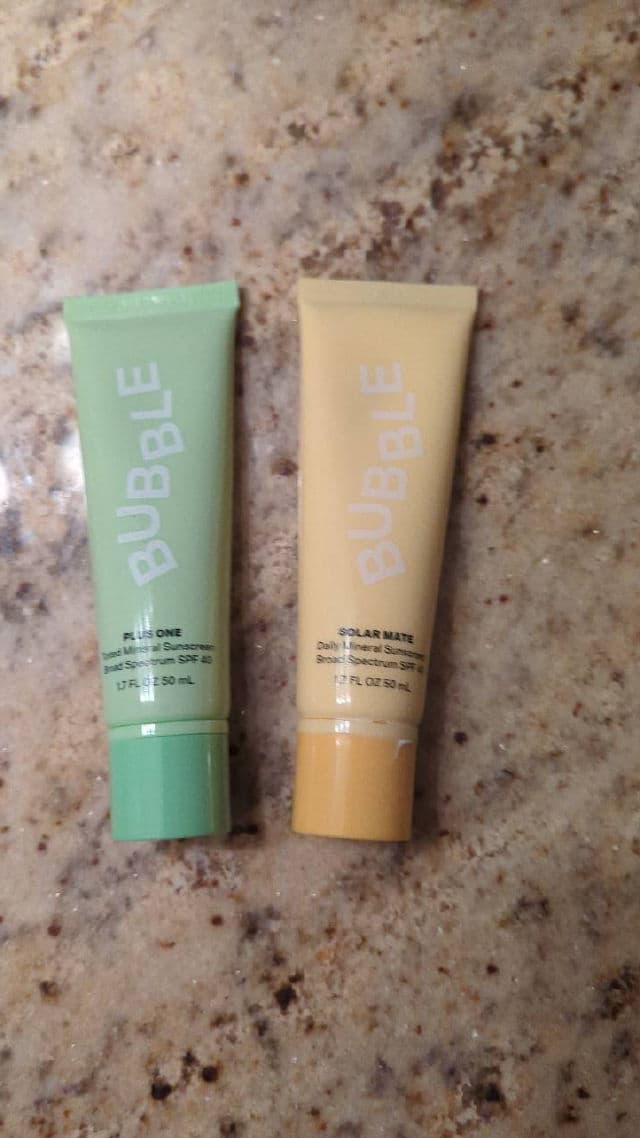 BUBBLE
PLUS ONE
Tinted Mineral Sunscreen
Broad Spectrum SPF 40
1.7 FL OZ 50 mL
BUBBLE
SOLAR MATE
Daily Mineral Sunscreen
Broad Spectrum SPF 40
1.7 FL OZ 50 mL